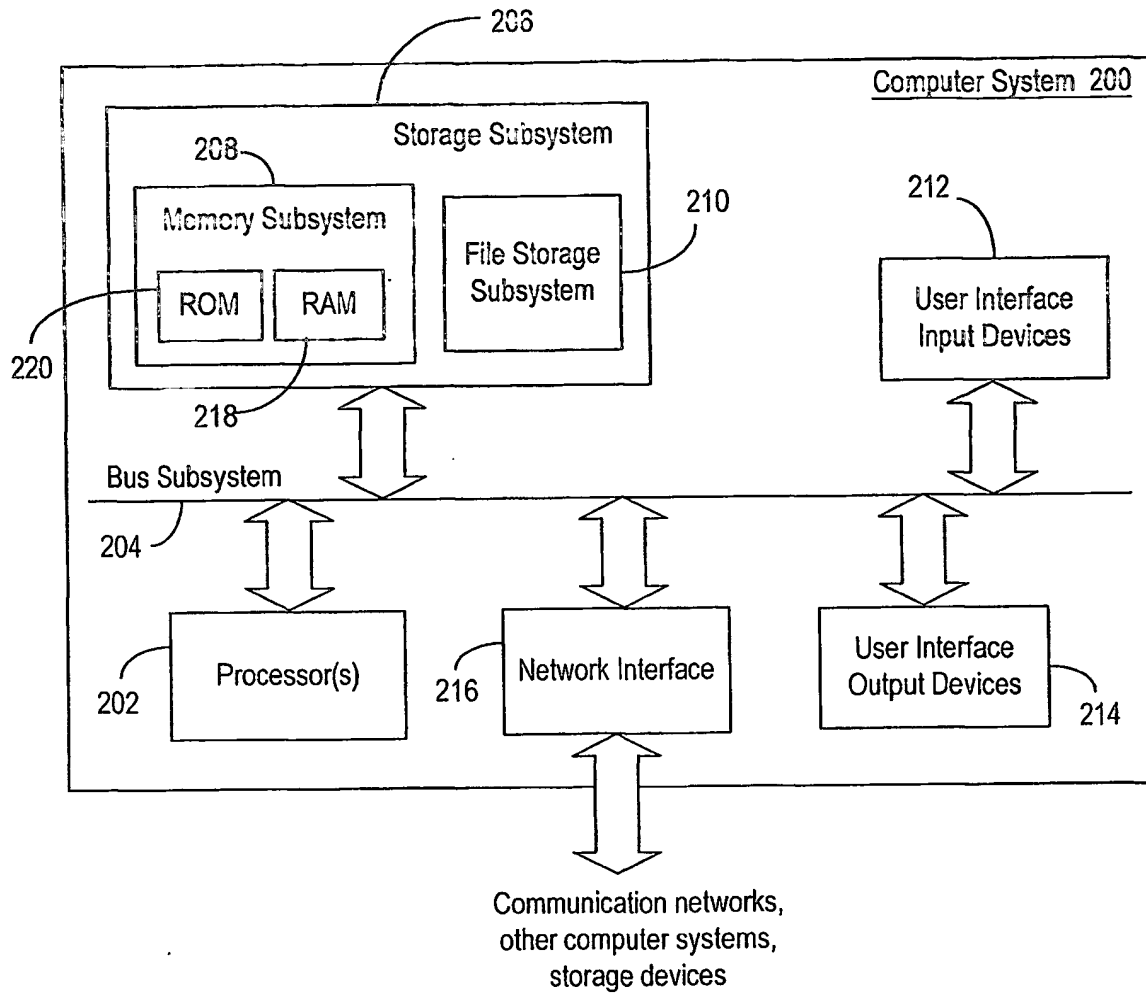 206
Computer System 200
Storage Subsystem
208
Memory Subsystem
210
File Storage
Subsystem
212
User Interface
Input Devices
ROM
RAM
220
218
Bus Subsystem
204
Processor(s)
202
Network Interface
216
User Interface
Output Devices
214
Communication networks,
other computer systems,
storage devices